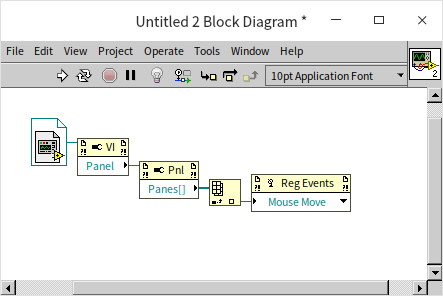 Untitled 2 Block Diagram *
File Edit View Project Operate Tools Window Help
2
10pt Application Font
VI
Panel
Pnl
Panes[]
Reg Events
Mouse Move